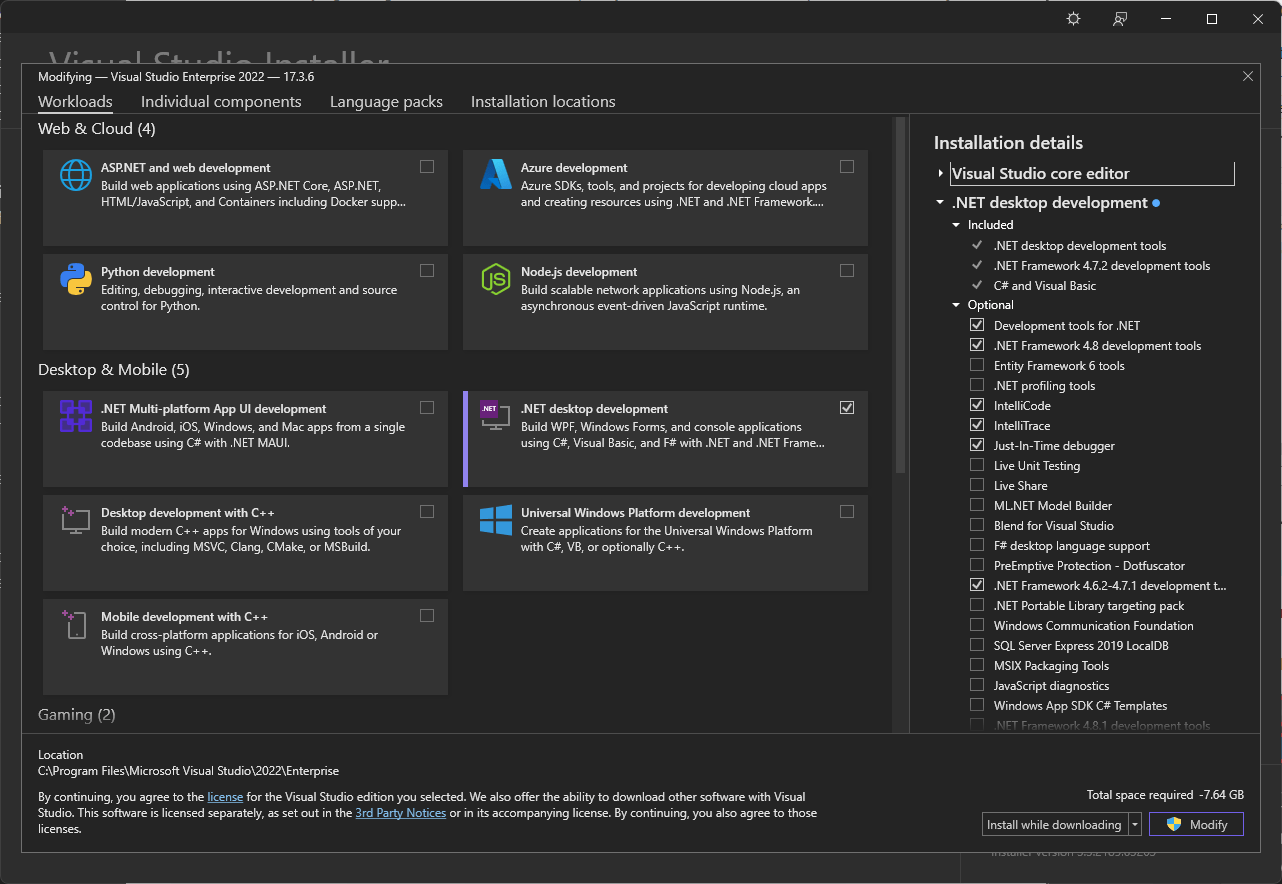 Visual Studio Installer
Modifying — Visual Studio Enterprise 2022 — 17.3.6
Workloads
Individual components
Language packs
Installation locations
Web & Cloud (4)
ASP.NET and web development
Build web applications using ASP.NET Core, ASP.NET,
HTML/JavaScript, and Containers including Docker supp...
Azure development
Azure SDKs, tools, and projects for developing cloud apps
and creating resources using .NET and .NET Framework....
Python development
Editing, debugging, interactive development and source
control for Python.
JS
Node.js development
Build scalable network applications using Node.js, an
asynchronous event-driven JavaScript runtime.
Desktop & Mobile (5)
.NET Multi-platform App UI development
Build Android, iOS, Windows, and Mac apps from a single
codebase using C# with .NET MAUI.
.NET
.NET desktop development
Build WPF, Windows Forms, and console applications
using C#, Visual Basic, and F# with .NET and .NET Frame...
Desktop development with C++
Build modern C++ apps for Windows using tools of your
choice, including MSVC, Clang, CMake, or MSBuild.
Universal Windows Platform development
Create applications for the Universal Windows Platform
with C#, VB, or optionally C++.
Mobile development with C++
Build cross-platform applications for iOS, Android or
Windows using C++.
Gaming (2)
Installation details
Visual Studio core editor
.NET desktop development
Included
.NET desktop development tools
.NET Framework 4.7.2 development tools
C# and Visual Basic
Optional
Development tools for .NET
.NET Framework 4.8 development tools
Entity Framework 6 tools
.NET profiling tools
IntelliCode
IntelliTrace
Just-In-Time debugger
Live Unit Testing
Live Share
ML.NET Model Builder
Blend for Visual Studio
F# desktop language support
PreEmptive Protection - Dotfuscator
.NET Framework 4.6.2-4.7.1 development t...
.NET Portable Library targeting pack
Windows Communication Foundation
SQL Server Express 2019 LocalDB
MSIX Packaging Tools
JavaScript diagnostics
Windows App SDK C# Templates
.NET Framework 4.8.1 development tools
Location
C:\Program Files\Microsoft Visual Studio\2022\Enterprise
By continuing, you agree to the license for the Visual Studio edition you selected. We also offer the ability to download other software with Visual
Studio. This software is licensed separately, as set out in the 3rd Party Notices or in its accompanying license. By continuing, you also agree to those
licenses.
Total space required -7.64 GB
Install while downloading
Modify
Installer version